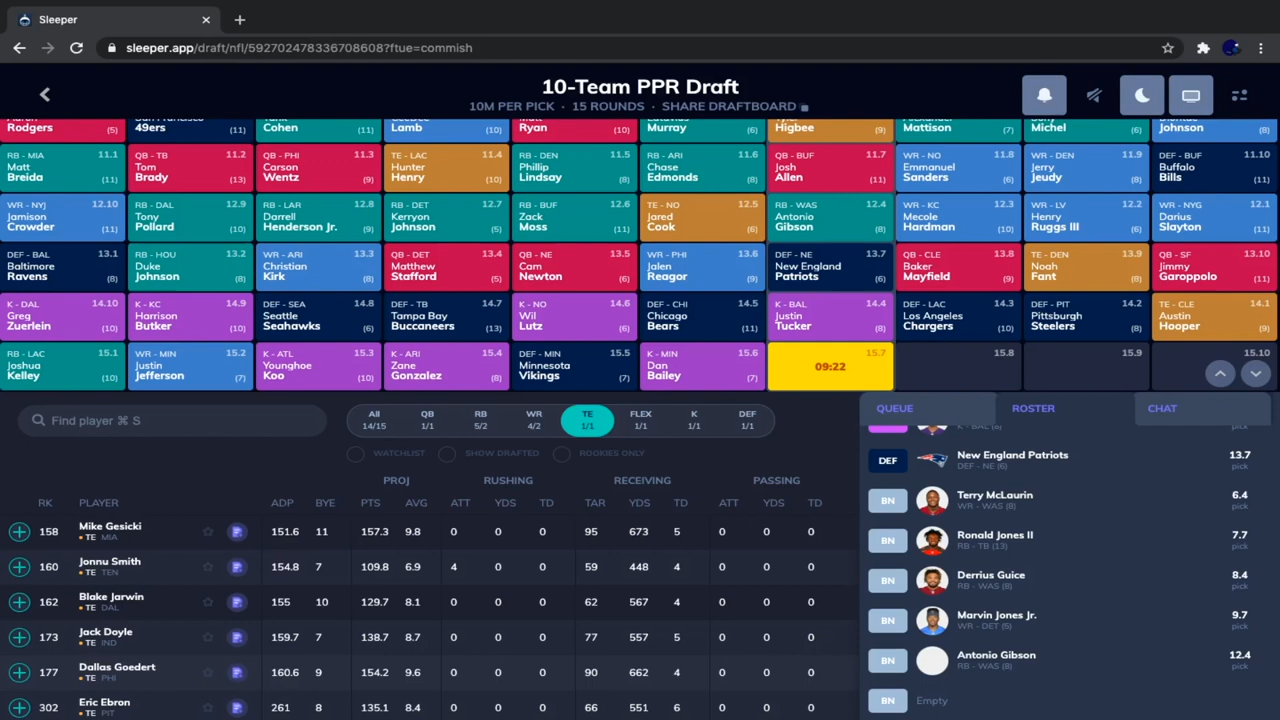 Sleeper
sleeper.app/draft/nfl/592702478336708608?ftue=commish
10-Team PPR Draft
10M PER PICK · 15 ROUNDS · SHARE DRAFTBOARD
Rodgers (5)
49ers (11)
Cohen (11)
Lamb (10)
Ryan (10)
Murray (6)
Higbee (9)
Mattison (7)
Michel (6)
Johnson (8)
RB - MIA 11.1
Matt
Breida (11)
QB - TB 11.2
Tom
Brady (13)
QB - PHI 11.3
Carson
Wentz (9)
TE - LAC 11.4
Hunter
Henry (10)
RB - DEN 11.5
Phillip
Lindsay (8)
RB - ARI 11.6
Chase
Edmonds (8)
QB - BUF 11.7
Josh
Allen (11)
WR - NO 11.8
Emmanuel
Sanders (6)
WR - DEN 11.9
Jerry
Jeudy (8)
DEF - BUF 11.10
Buffalo
Bills (11)
WR - NYJ 12.10
Jamison
Crowder (11)
RB - DAL 12.9
Tony
Pollard (10)
RB - LAR 12.8
Darrell
Henderson Jr. (9)
RB - DET 12.7
Kerryon
Johnson (5)
RB - BUF 12.6
Zack
Moss (11)
TE - NO 12.5
Jared
Cook (6)
RB - WAS 12.4
Antonio
Gibson (8)
WR - KC 12.3
Mecole
Hardman (10)
WR - LV 12.2
Henry
Ruggs III (6)
WR - NYG 12.1
Darius
Slayton (11)
DEF - BAL 13.1
Baltimore
Ravens (8)
RB - HOU 13.2
Duke
Johnson (8)
WR - ARI 13.3
Christian
Kirk (8)
QB - DET 13.4
Matthew
Stafford (5)
QB - NE 13.5
Cam
Newton (6)
WR - PHI 13.6
Jalen
Reagor (9)
DEF - NE 13.7
New England
Patriots (6)
QB - CLE 13.8
Baker
Mayfield (9)
TE - DEN 13.9
Noah
Fant (8)
QB - SF 13.10
Jimmy
Garoppolo (11)
K - DAL 14.10
Greg
Zuerlein (10)
K - KC 14.9
Harrison
Butker (10)
DEF - SEA 14.8
Seattle
Seahawks (6)
DEF - TB 14.7
Tampa Bay
Buccaneers (13)
K - NO 14.6
Wil
Lutz (6)
DEF - CHI 14.5
Chicago
Bears (11)
K - BAL 14.4
Justin
Tucker (8)
DEF - LAC 14.3
Los Angeles
Chargers (10)
DEF - PIT 14.2
Pittsburgh
Steelers (8)
TE - CLE 14.1
Austin
Hooper (9)
RB - LAC 15.1
Joshua
Kelley (10)
WR - MIN 15.2
Justin
Jefferson (7)
K - ATL 15.3
Younghoe
Koo (10)
K - ARI 15.4
Zane
Gonzalez (8)
DEF - MIN 15.5
Minnesota
Vikings (7)
K - MIN 15.6
Dan
Bailey (7)
15.7
09:22
15.8
15.9
15.10
Find player ⌘ S
All QB RB WR TE FLEX K DEF
14/15 1/1 5/2 4/2 1/1 1/1 1/1 1/1
WATCHLIST SHOW DRAFTED ROOKIES ONLY
PROJ RUSHING RECEIVING PASSING
RK PLAYER ADP BYE PTS AVG ATT YDS TD TAR YDS TD ATT YDS TD
158 Mike Gesicki TE MIA 151.6 11 157.3 9.8 0 0 0 95 673 5 0 0 0
160 Jonnu Smith TE TEN 154.8 7 109.8 6.9 4 0 0 59 448 4 0 0 0
162 Blake Jarwin TE DAL 155 10 129.7 8.1 0 0 0 62 567 4 0 0 0
173 Jack Doyle TE IND 159.7 7 138.7 8.7 0 0 0 77 557 5 0 0 0
177 Dallas Goedert TE PHI 160.6 9 154.2 9.6 0 0 0 90 662 4 0 0 0
302 Eric Ebron TE PIT 261 8 135.1 8.4 0 0 0 66 551 6 0 0 0
QUEUE ROSTER CHAT
K - BAL (8) pick
DEF New England Patriots 13.7
DEF - NE (6) pick
BN Terry McLaurin 6.4
WR - WAS (8) pick
BN Ronald Jones II 7.7
RB - TB (13) pick
BN Derrius Guice 8.4
RB - WAS (8) pick
BN Marvin Jones Jr. 9.7
WR - DET (5) pick
BN Antonio Gibson 12.4
RB - WAS (8) pick
BN Empty